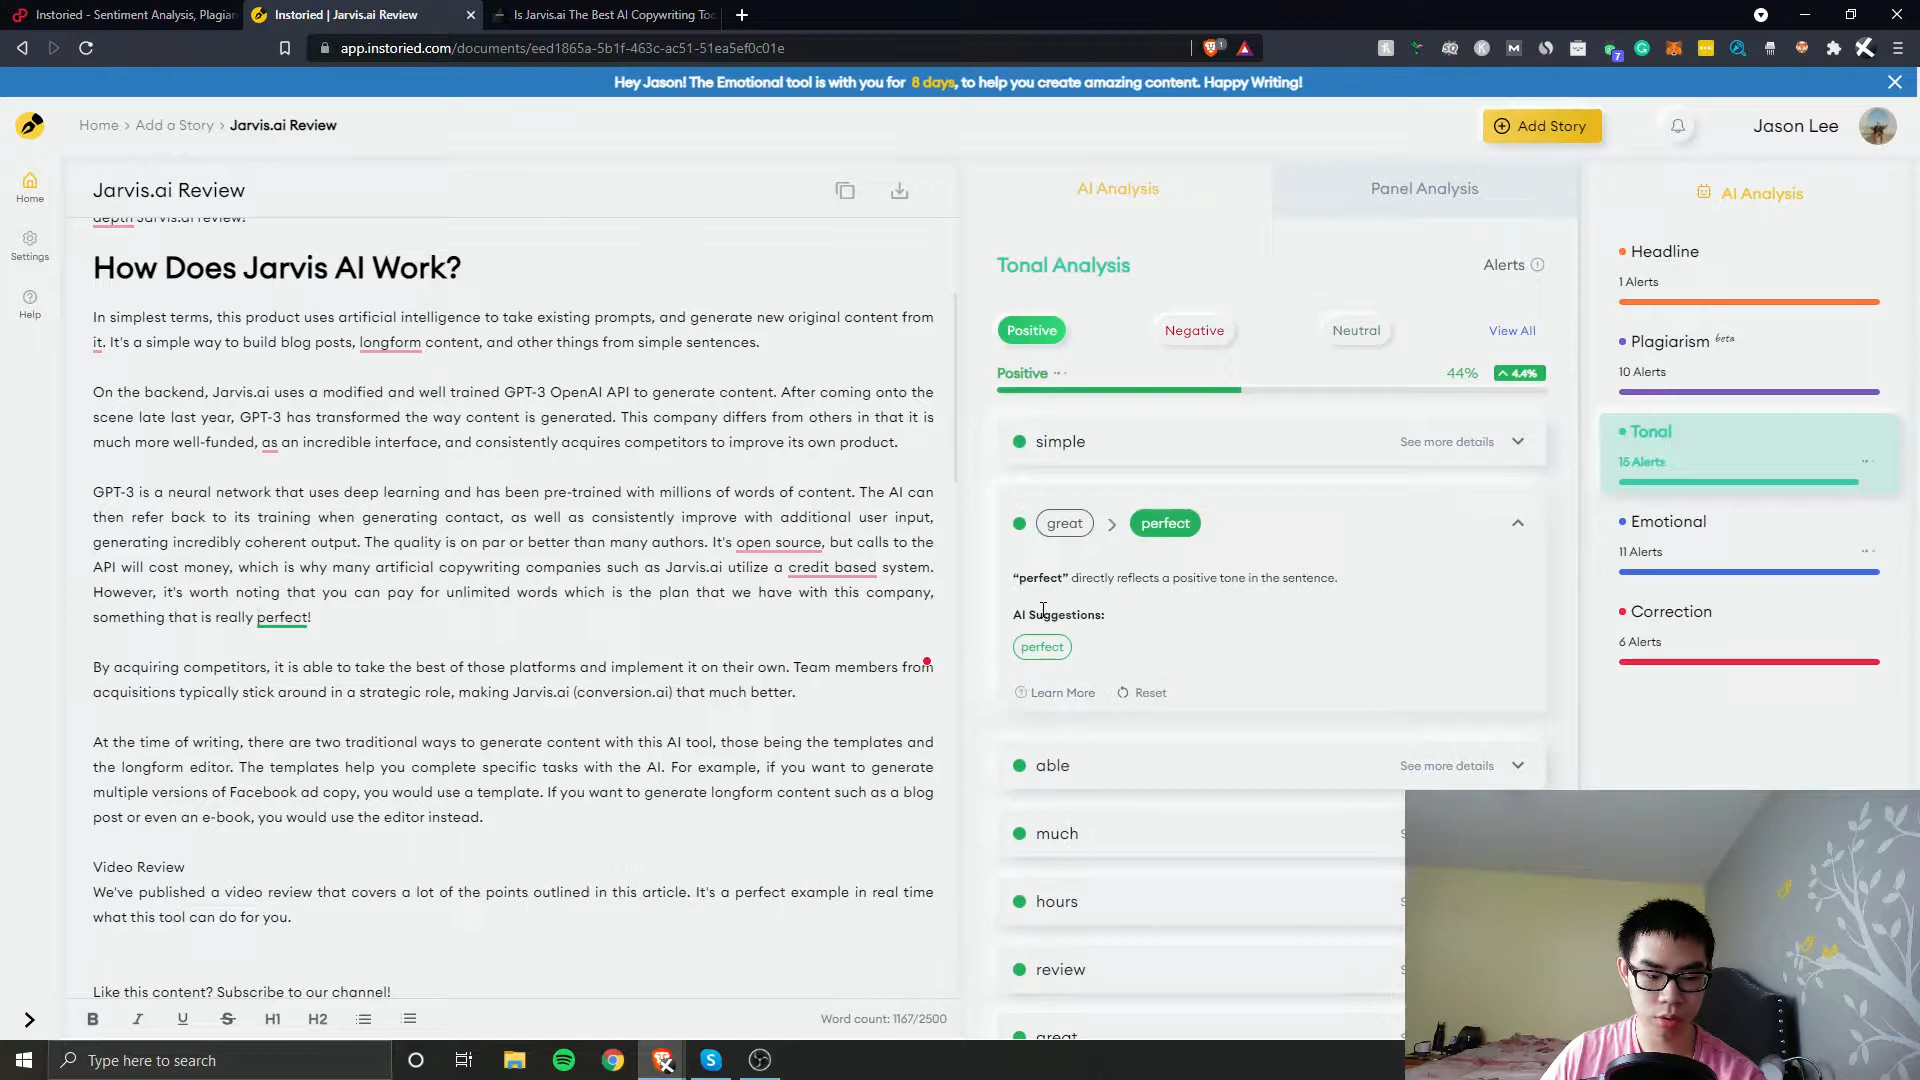 Instoried - Sentiment Analysis, Plagiar
Instoried | Jarvis.ai Review
Is Jarvis.ai The Best AI Copywriting Too
app.instoried.com/documents/eed1865a-5b1f-463c-ac51-51ea5ef0c01e
Hey Jason! The Emotional tool is with you for 8 days, to help you create amazing content. Happy Writing!
Home > Add a Story > Jarvis.ai Review
Add Story
Jason Lee
Home
Settings
Help
Jarvis.ai Review
depth Jarvis.ai review!
How Does Jarvis AI Work?
In simplest terms, this product uses artificial intelligence to take existing prompts, and generate new original content from
it. It's a simple way to build blog posts, longform content, and other things from simple sentences.
On the backend, Jarvis.ai uses a modified and well trained GPT-3 OpenAI API to generate content. After coming onto the
scene late last year, GPT-3 has transformed the way content is generated. This company differs from others in that it is
much more well-funded, as an incredible interface, and consistently acquires competitors to improve its own product.
GPT-3 is a neural network that uses deep learning and has been pre-trained with millions of words of content. The AI can
then refer back to its training when generating contact, as well as consistently improve with additional user input,
generating incredibly coherent output. The quality is on par or better than many authors. It's open source, but calls to the
API will cost money, which is why many artificial copywriting companies such as Jarvis.ai utilize a credit based system.
However, it's worth noting that you can pay for unlimited words which is the plan that we have with this company,
something that is really perfect!
By acquiring competitors, it is able to take the best of those platforms and implement it on their own. Team members from
acquisitions typically stick around in a strategic role, making Jarvis.ai (conversion.ai) that much better.
At the time of writing, there are two traditional ways to generate content with this AI tool, those being the templates and
the longform editor. The templates help you complete specific tasks with the AI. For example, if you want to generate
multiple versions of Facebook ad copy, you would use a template. If you want to generate longform content such as a blog
post or even an e-book, you would use the editor instead.
Video Review
We've published a video review that covers a lot of the points outlined in this article. It's a perfect example in real time
what this tool can do for you.
Like this content? Subscribe to our channel!
B I U S H1 H2
Word count: 1167/2500
AI Analysis
Panel Analysis
Tonal Analysis
Alerts
Positive
Negative
Neutral
View All
Positive
44%
4.4%
simple
See more details
great > perfect
"perfect" directly reflects a positive tone in the sentence.
AI Suggestions:
perfect
Learn More
Reset
able
See more details
much
S
hours
S
review
S
great
AI Analysis
Headline
1 Alerts
Plagiarism beta
10 Alerts
Tonal
15 Alerts
Emotional
11 Alerts
Correction
6 Alerts
Type here to search